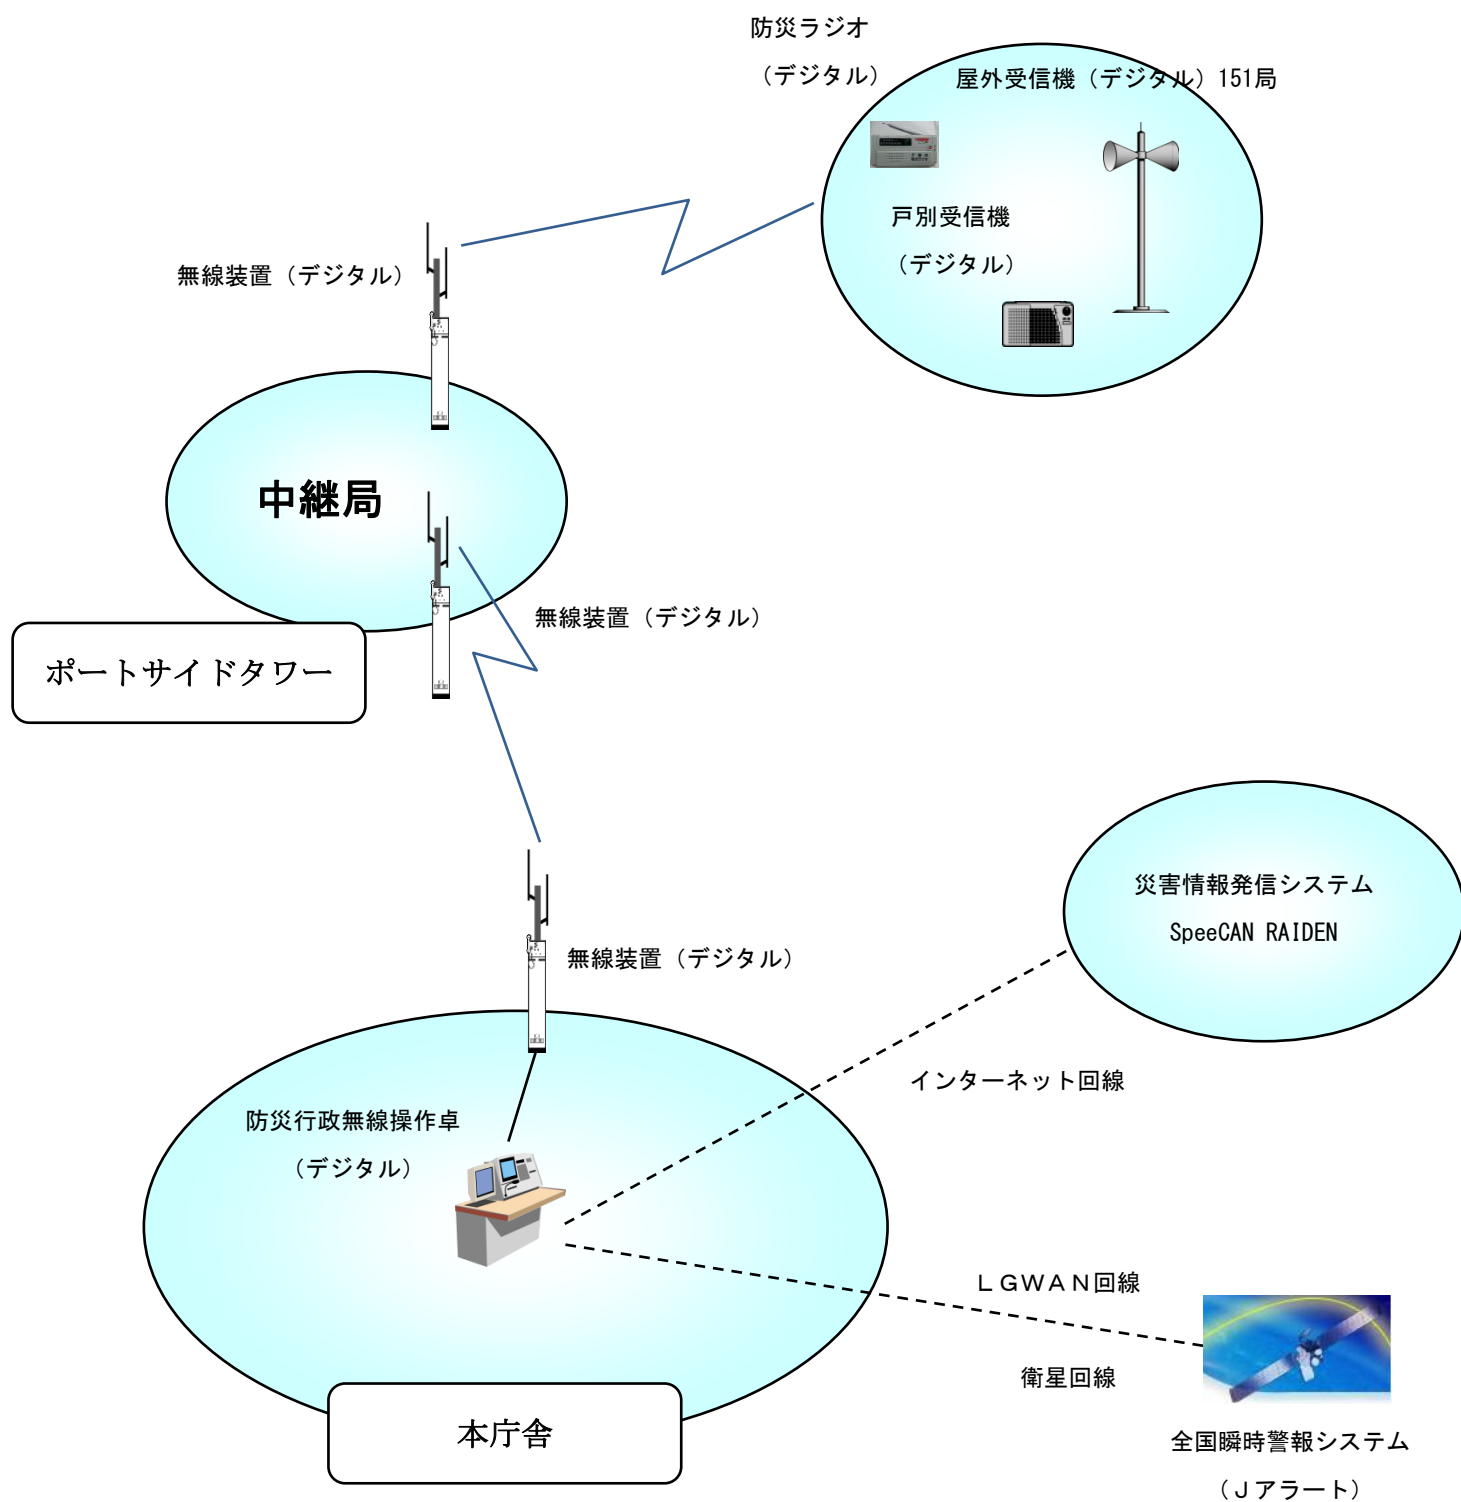 防災ラジオ
（デジタル）
屋外受信機（デジタル）151局
戸別受信機
（デジタル）
無線装置（デジタル）
中継局
無線装置（デジタル）
ポートサイドタワー
災害情報発信システム
SpeeCAN RAIDEN
無線装置（デジタル）
インターネット回線
防災行政無線操作卓
（デジタル）
ＬＧＷＡＮ回線
衛星回線
本庁舎
全国瞬時警報システム
（Ｊアラート）